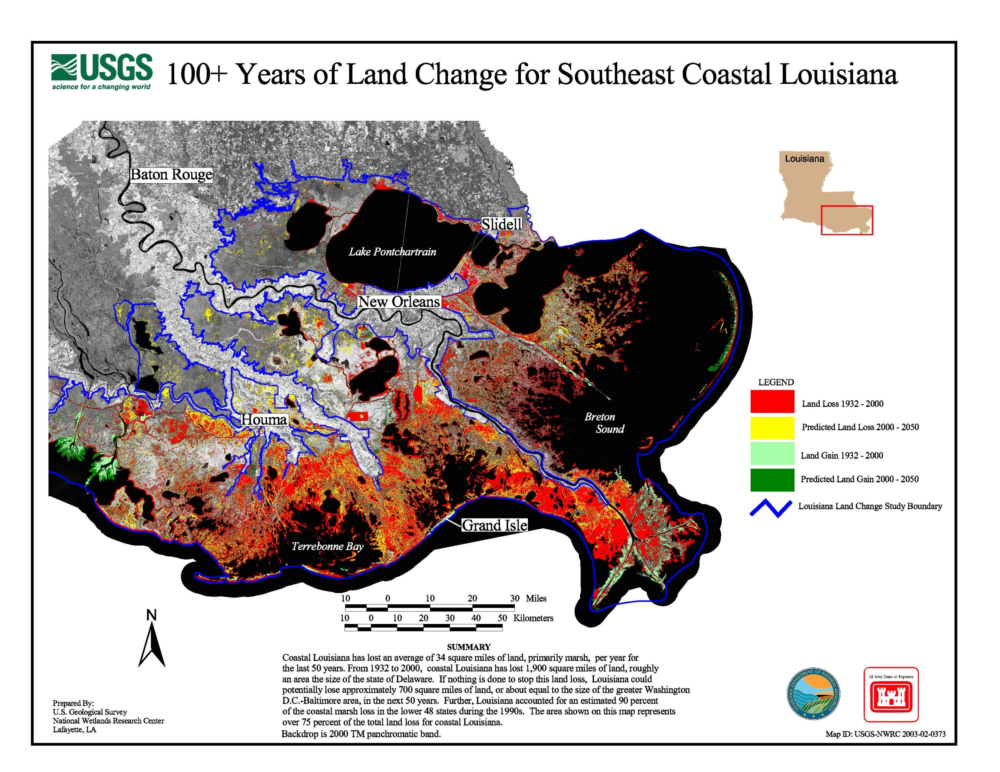 USGS
science for a changing world
100+ Years of Land Change for Southeast Coastal Louisiana
Louisiana
Baton Rouge
Slidell
Lake Pontchartrain
New Orleans
Houma
Breton
Sound
Grand Isle
Terrebonne Bay
LEGEND
Land Loss 1932 - 2000
Predicted Land Loss 2000 - 2050
Land Gain 1932 - 2000
Predicted Land Gain 2000 - 2050
Louisiana Land Change Study Boundary
10 0 10 20 30 Miles
10 0 10 20 30 40 50 Kilometers
N
SUMMARY
Coastal Louisiana has lost an average of 34 square miles of land, primarily marsh, per year for
the last 50 years. From 1932 to 2000, coastal Louisiana has lost 1,900 square miles of land, roughly
an area the size of the state of Delaware. If nothing is done to stop this land loss, Louisiana could
potentially lose approximately 700 square miles of land, or about equal to the size of the greater Washington
D.C.-Baltimore area, in the next 50 years. Further, Louisiana accounted for an estimated 90 percent
of the coastal marsh loss in the lower 48 states during the 1990s. The area shown on this map represents
over 75 percent of the total land loss for coastal Louisiana.
Backdrop is 2000 TM panchromatic band.
Prepared By:
U.S. Geological Survey
National Wetlands Research Center
Lafayette, LA
LOUISIANA DEPARTMENT OF NATURAL RESOURCES
US Army Corps of Engineers
Map ID: USGS-NWRC 2003-02-0373